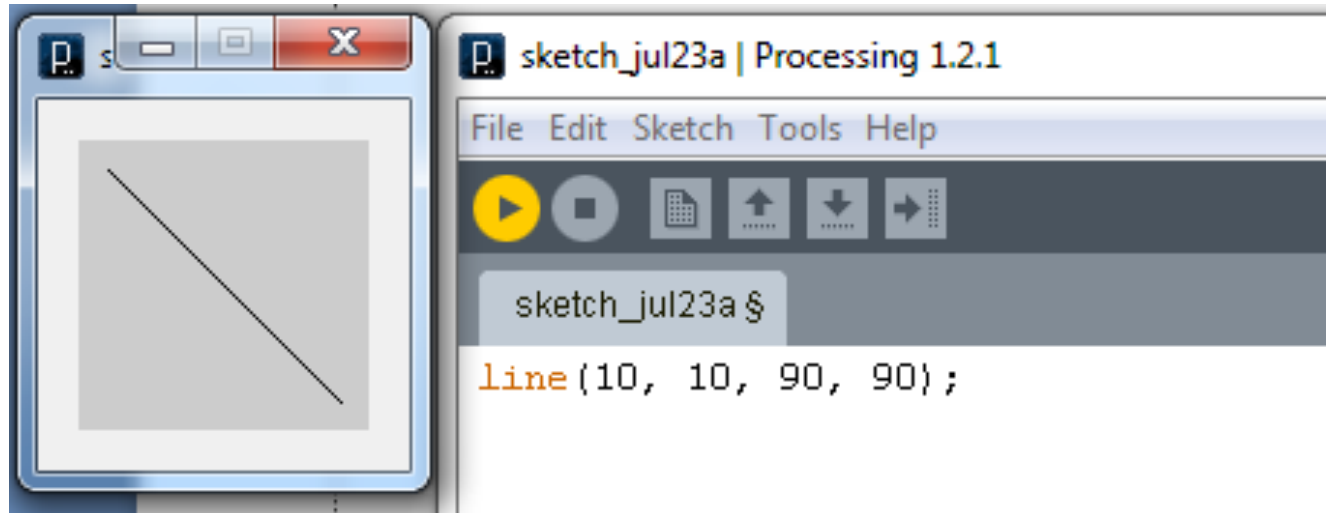 s
sketch_jul23a | Processing 1.2.1
File Edit Sketch Tools Help
sketch_jul23a §
line(10, 10, 90, 90);